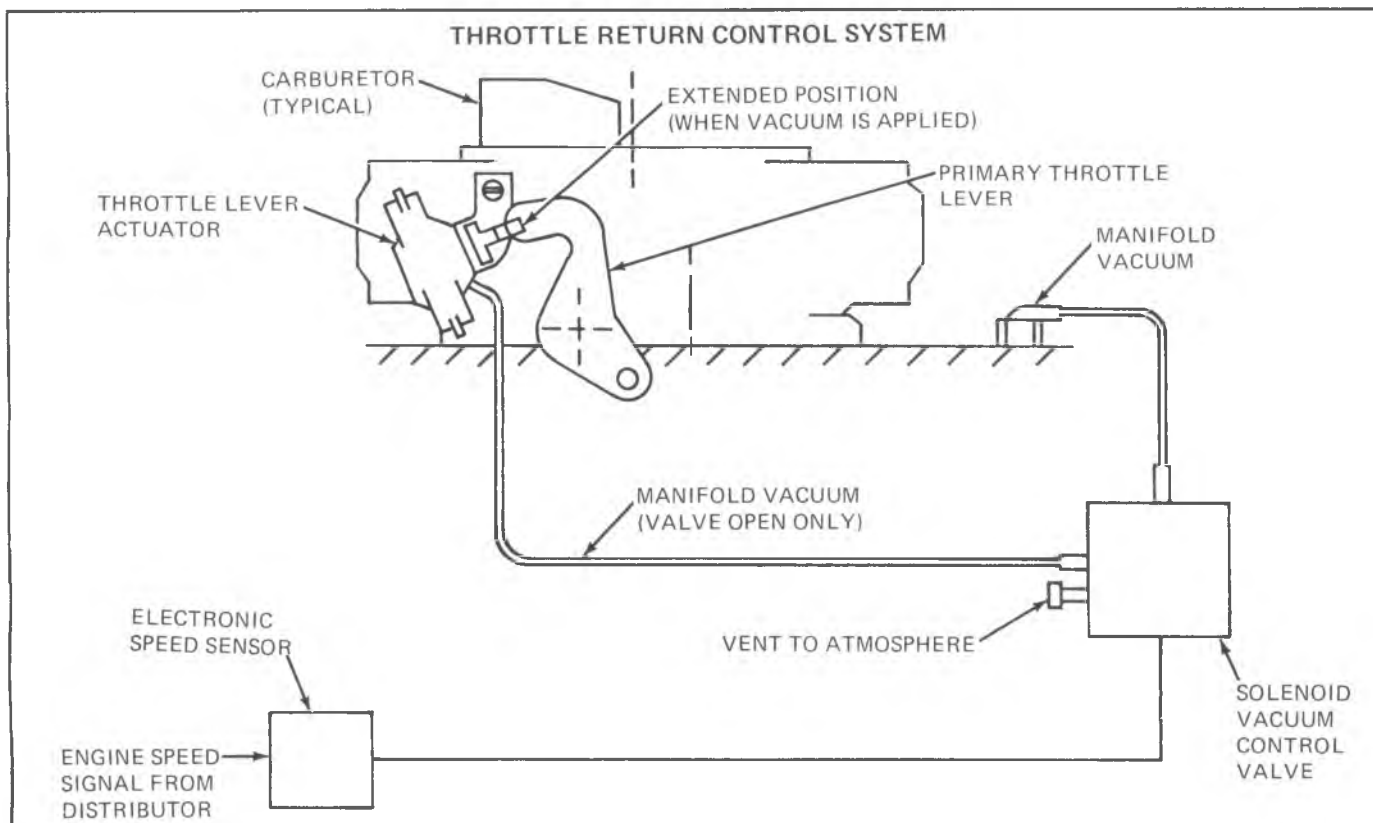 THROTTLE RETURN CONTROL SYSTEM
CARBURETOR
(TYPICAL)
EXTENDED POSITION
(WHEN VACUUM IS APPLIED)
THROTTLE LEVER
ACTUATOR
PRIMARY THROTTLE
LEVER
MANIFOLD
VACUUM
MANIFOLD VACUUM
(VALVE OPEN ONLY)
ELECTRONIC
SPEED SENSOR
VENT TO ATMOSPHERE
SOLENOID
VACUUM
CONTROL
VALVE
ENGINE SPEED
SIGNAL FROM
DISTRIBUTOR